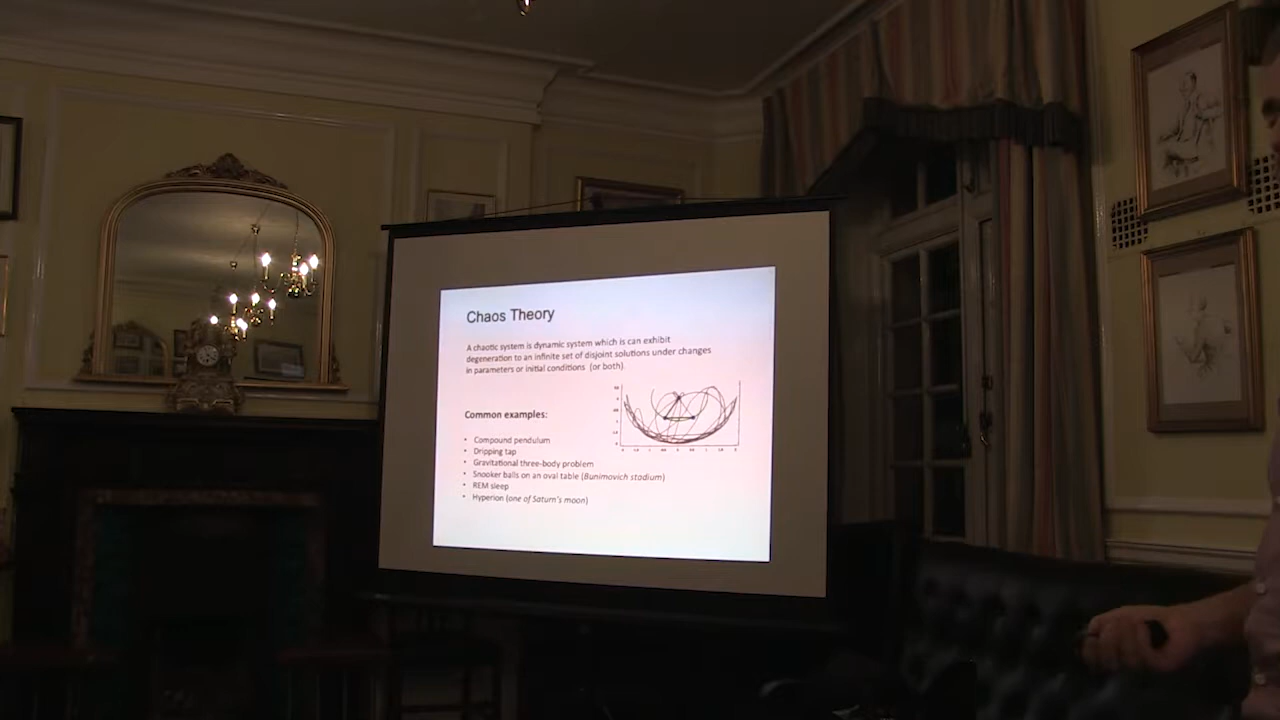 Chaos Theory
A chaotic system is dynamic system which is can exhibit
degeneration to an infinite set of disjoint solutions under changes
in parameters or initial conditions (or both)
Common examples:
• Compound pendulum
• Dripping tap
• Gravitational three-body problem
• Snooker balls on an oval table (Bunimovich stadium)
• REM sleep
• Hyperion (one of Saturn's moon)